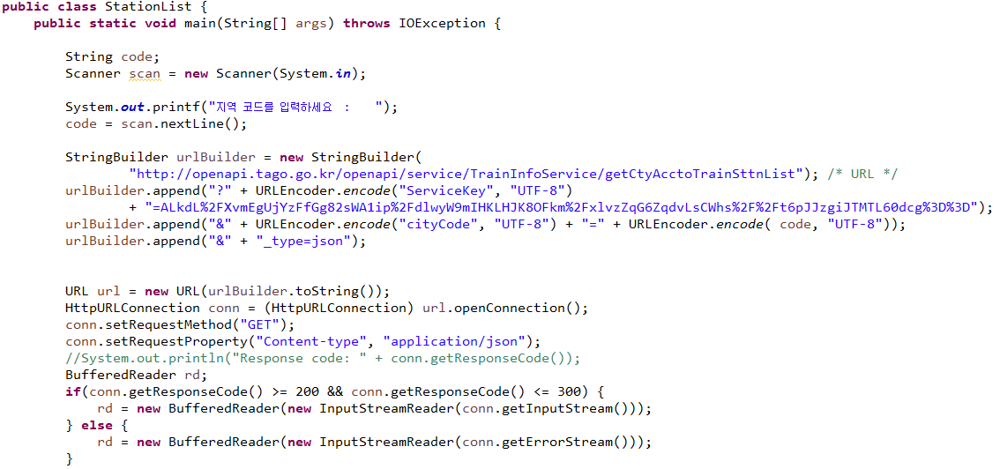 public class StationList {
public static void main(String[] args) throws IOException {
String code;
Scanner scan = new Scanner(System.in);
System.out.printf("지역 코드를 입력하세요 :   ");
code = scan.nextLine();
StringBuilder urlBuilder = new StringBuilder(
"http://openapi.tago.go.kr/openapi/service/TrainInfoService/getCtyAcctoTrainSttnList"); /* URL */
urlBuilder.append("?" + URLEncoder.encode("ServiceKey", "UTF-8")
+ "=ALkdL%2FXvmEgUjYzFfGg82sWA1ip%2FdlwyW9mIHKLHJK8OFkm%2FxlvzZqG6ZqdvLsCWhs%2F%2Ft6pJJzgiJTMTL60dcg%3D%3D");
urlBuilder.append("&" + URLEncoder.encode("cityCode", "UTF-8") + "=" + URLEncoder.encode( code, "UTF-8"));
urlBuilder.append("&" + "_type=json");
URL url = new URL(urlBuilder.toString());
HttpURLConnection conn = (HttpURLConnection) url.openConnection();
conn.setRequestMethod("GET");
conn.setRequestProperty("Content-type", "application/json");
//System.out.println("Response code: " + conn.getResponseCode());
BufferedReader rd;
if(conn.getResponseCode() >= 200 && conn.getResponseCode() <= 300) {
rd = new BufferedReader(new InputStreamReader(conn.getInputStream()));
} else {
rd = new BufferedReader(new InputStreamReader(conn.getErrorStream()));
}